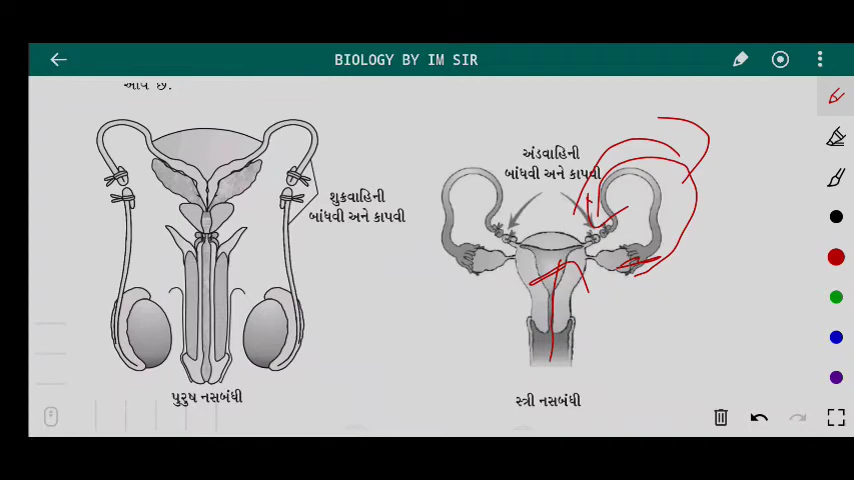 BIOLOGY BY IM SIR
આવે છે.
અંડવાહિની
બાંધવી અને કાપવી
શુક્રવાહિની
બાંધવી અને કાપવી
પુરુષ નસબંધી
સ્ત્રી નસબંધી